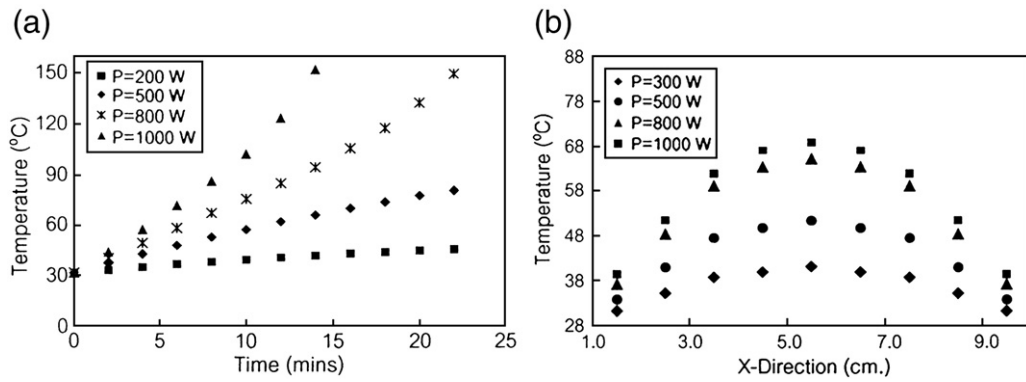 (a)
Temperature (ºC)
150
120
90
60
30
0
P=200 W
P=500 W
P=800 W
P=1000 W
0 5 10 15 20 25
Time (mins)
(b)
Temperature (ºC)
88
78
68
58
48
38
28
P=300 W
P=500 W
P=800 W
P=1000 W
1.0 3.0 5.0 7.0 9.0
X-Direction (cm.)